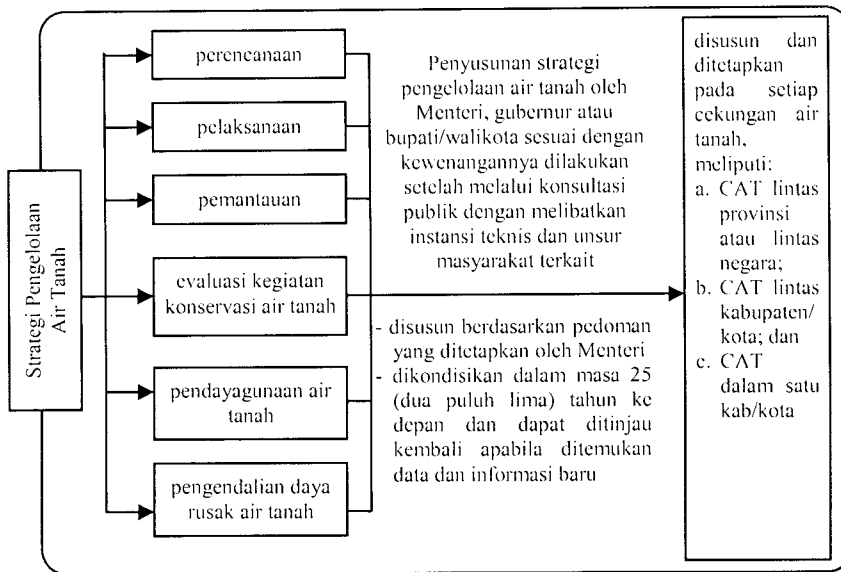 Strategi Pengelolaan
Air Tanah
perencanaan
pelaksanaan
pemantauan
evaluasi kegiatan
konservasi air tanah
pendayagunaan air
tanah
pengendalian daya
rusak air tanah
Penyusunan strategi
pengelolaan air tanah oleh
Menteri, gubernur atau
bupati/walikota sesuai dengan
kewenangannya dilakukan
setelah melalui konsultasi
publik dengan melibatkan
instansi teknis dan unsur
masyarakat terkait
- disusun berdasarkan pedoman
yang ditetapkan oleh Menteri
- dikondisikan dalam masa 25
(dua puluh lima) tahun ke
depan dan dapat ditinjau
kembali apabila ditemukan
data dan informasi baru
disusun dan
ditetapkan
pada setiap
cekungan air
tanah,
meliputi:
a. CAT lintas
provinsi
atau lintas
negara;
b. CAT lintas
kabupaten/
kota; dan
c. CAT
dalam satu
kab/kota